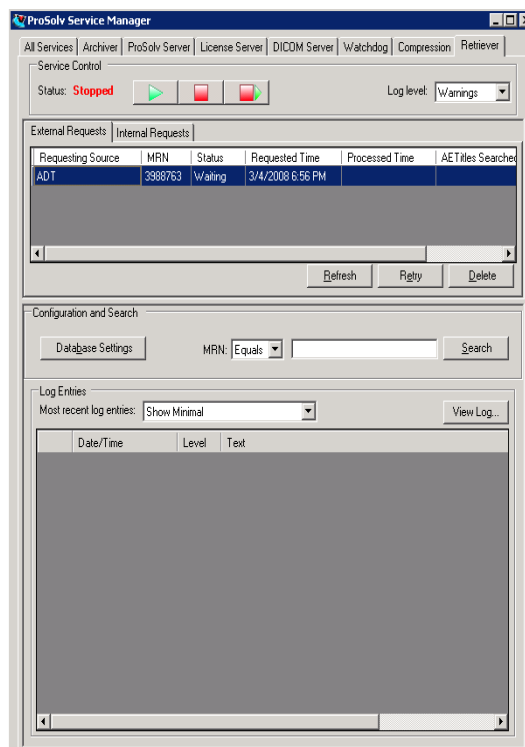 ProSolv Service Manager
All Services Archiver ProSolv Server License Server DICOM Server Watchdog Compression Retriever
Service Control
Status: Stopped Log level: Warnings
External Requests Internal Requests
Requesting Source MRN Status Requested Time Processed Time AETitles Searched
ADT 3988763 Waiting 3/4/2008 6:56 PM
Refresh Retry Delete
Configuration and Search
Database Settings MRN: Equals Search
Log Entries
Most recent log entries: Show Minimal View Log...
Date/Time Level Text